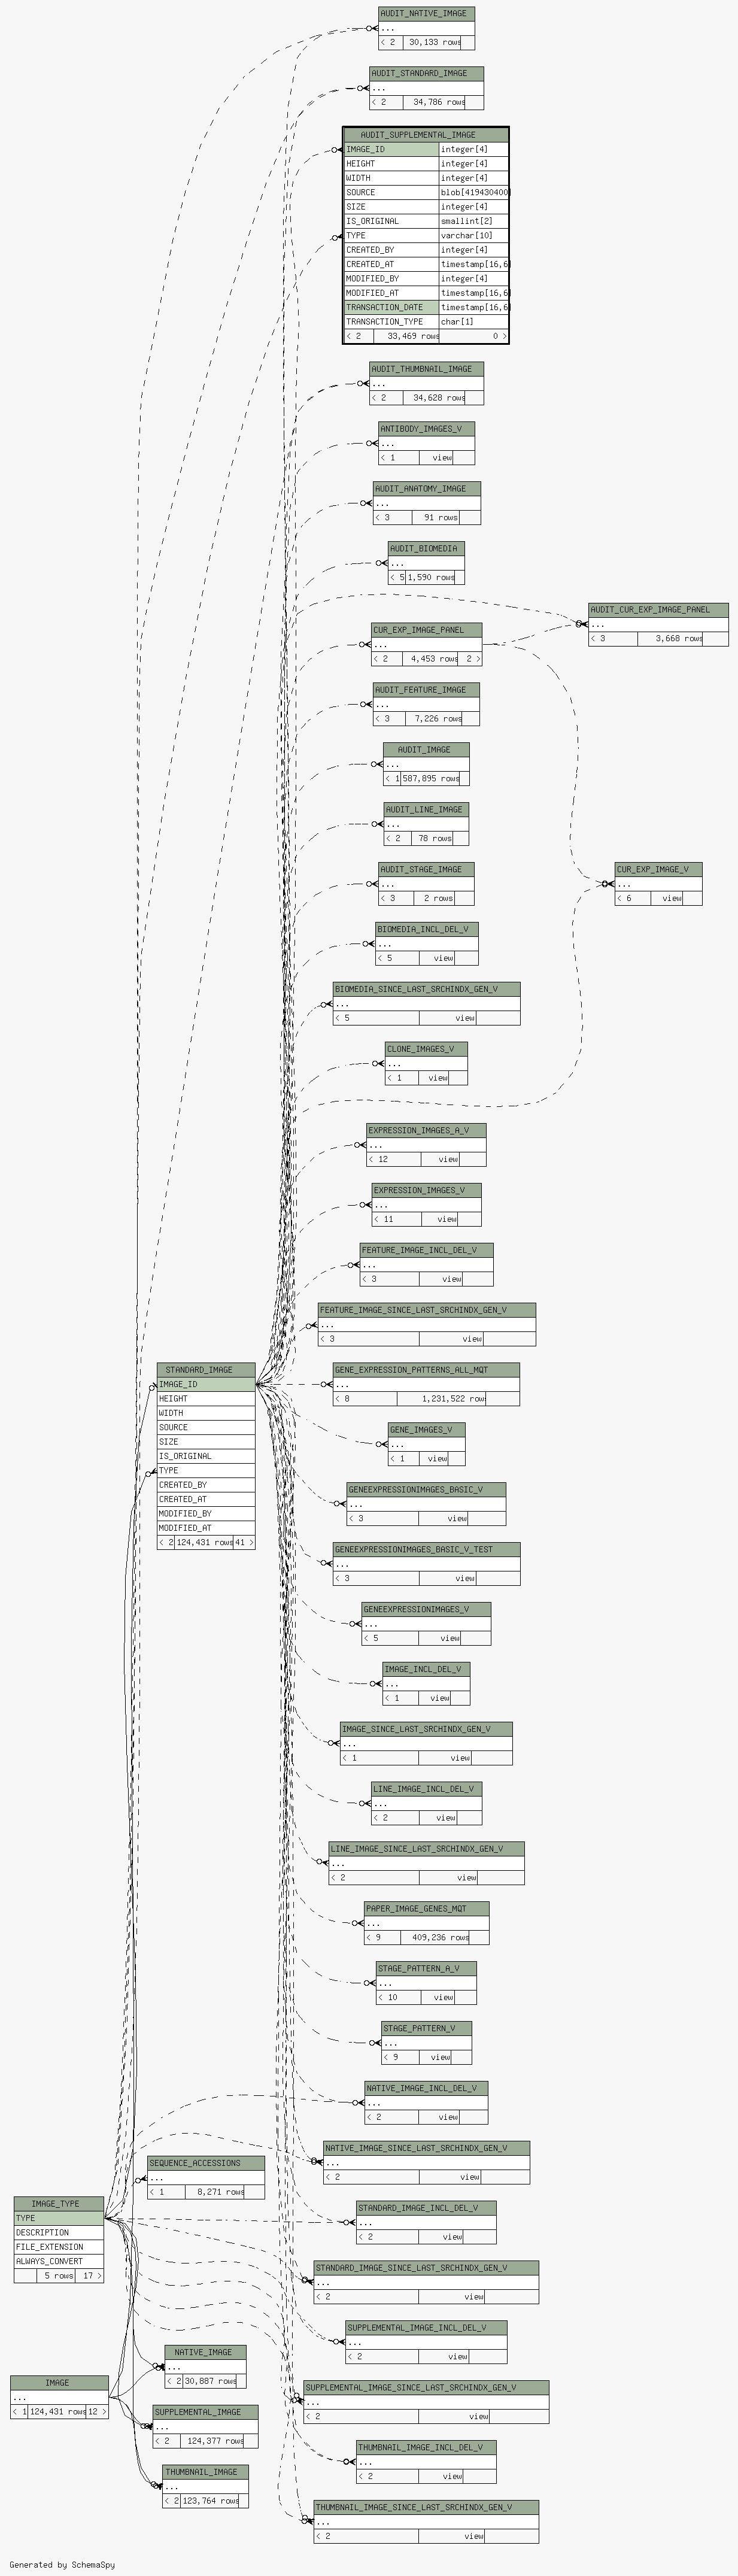 AUDIT_NATIVE_IMAGE
...
< 2 30,133 rows
AUDIT_STANDARD_IMAGE
...
< 2 34,786 rows
AUDIT_SUPPLEMENTAL_IMAGE
IMAGE_ID integer[4]
HEIGHT integer[4]
WIDTH integer[4]
SOURCE blob[419430400]
SIZE integer[4]
IS_ORIGINAL smallint[2]
TYPE varchar[10]
CREATED_BY integer[4]
CREATED_AT timestamp[16,6]
MODIFIED_BY integer[4]
MODIFIED_AT timestamp[16,6]
TRANSACTION_DATE timestamp[16,6]
TRANSACTION_TYPE char[1]
< 2 33,469 rows 0 >
AUDIT_THUMBNAIL_IMAGE
...
< 2 34,628 rows
ANTIBODY_IMAGES_V
...
< 1 view
AUDIT_ANATOMY_IMAGE
...
< 3 91 rows
AUDIT_BIOMEDIA
...
< 5 1,590 rows
AUDIT_CUR_EXP_IMAGE_PANEL
...
< 3 3,668 rows
CUR_EXP_IMAGE_PANEL
...
< 2 4,453 rows 2 >
AUDIT_FEATURE_IMAGE
...
< 3 7,226 rows
AUDIT_IMAGE
...
< 1 587,895 rows
AUDIT_LINE_IMAGE
...
< 2 78 rows
AUDIT_STAGE_IMAGE
...
< 3 2 rows
CUR_EXP_IMAGE_V
...
< 6 view
BIOMEDIA_INCL_DEL_V
...
< 5 view
BIOMEDIA_SINCE_LAST_SRCHINDX_GEN_V
...
< 5 view
CLONE_IMAGES_V
...
< 1 view
EXPRESSION_IMAGES_A_V
...
< 12 view
EXPRESSION_IMAGES_V
...
< 11 view
FEATURE_IMAGE_INCL_DEL_V
...
< 3 view
FEATURE_IMAGE_SINCE_LAST_SRCHINDX_GEN_V
...
< 3 view
STANDARD_IMAGE
IMAGE_ID
HEIGHT
WIDTH
SOURCE
SIZE
IS_ORIGINAL
TYPE
CREATED_BY
CREATED_AT
MODIFIED_BY
MODIFIED_AT
< 2 124,431 rows 41 >
GENE_EXPRESSION_PATTERNS_ALL_MQT
...
< 8 1,231,522 rows
GENE_IMAGES_V
...
< 1 view
GENEEXPRESSIONIMAGES_BASIC_V
...
< 3 view
GENEEXPRESSIONIMAGES_BASIC_V_TEST
...
< 3 view
GENEEXPRESSIONIMAGES_V
...
< 5 view
IMAGE_INCL_DEL_V
...
< 1 view
IMAGE_SINCE_LAST_SRCHINDX_GEN_V
...
< 1 view
LINE_IMAGE_INCL_DEL_V
...
< 2 view
LINE_IMAGE_SINCE_LAST_SRCHINDX_GEN_V
...
< 2 view
PAPER_IMAGE_GENES_MQT
...
< 9 409,236 rows
STAGE_PATTERN_A_V
...
< 10 view
STAGE_PATTERN_V
...
< 9 view
NATIVE_IMAGE_INCL_DEL_V
...
< 2 view
NATIVE_IMAGE_SINCE_LAST_SRCHINDX_GEN_V
...
< 2 view
SEQUENCE_ACCESSIONS
...
< 1 8,271 rows
IMAGE_TYPE
TYPE
DESCRIPTION
FILE_EXTENSION
ALWAYS_CONVERT
5 rows 17 >
STANDARD_IMAGE_INCL_DEL_V
...
< 2 view
STANDARD_IMAGE_SINCE_LAST_SRCHINDX_GEN_V
...
< 2 view
SUPPLEMENTAL_IMAGE_INCL_DEL_V
...
< 2 view
NATIVE_IMAGE
...
< 2 30,887 rows
IMAGE
...
< 1 124,431 rows 12 >
SUPPLEMENTAL_IMAGE_SINCE_LAST_SRCHINDX_GEN_V
...
< 2 view
SUPPLEMENTAL_IMAGE
...
< 2 124,377 rows
THUMBNAIL_IMAGE_INCL_DEL_V
...
< 2 view
THUMBNAIL_IMAGE
...
< 2 123,764 rows
THUMBNAIL_IMAGE_SINCE_LAST_SRCHINDX_GEN_V
...
< 2 view
Generated by SchemaSpy